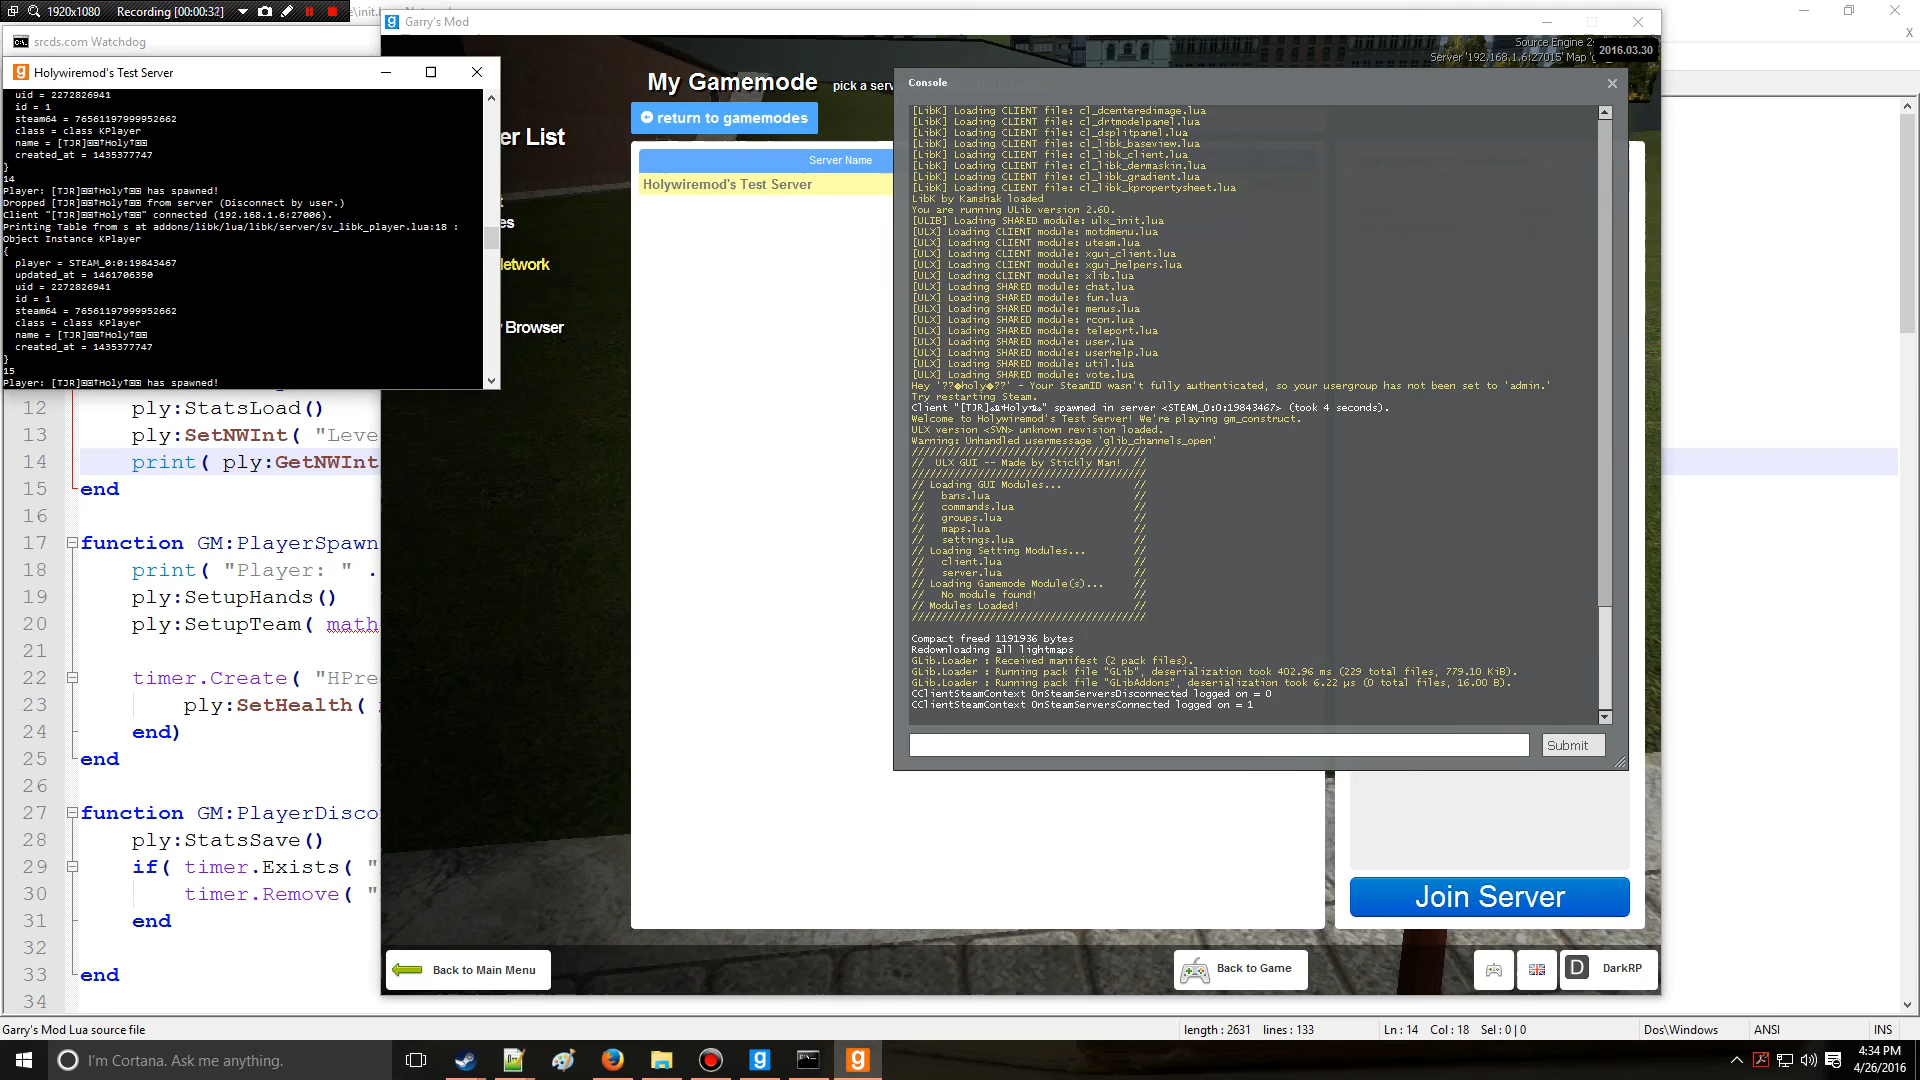 1920x1080 Recording [00:00:32]
srcds.com Watchdog
Holywiremod's Test Server
uid = 2272826941
id = 1
steam64 = 76561197999952662
class = class KPlayer
name = [TJR]⍰⍰†Holy†⍰⍰
created_at = 1435377747
}
14
Player: [TJR]⍰⍰†Holy†⍰⍰ has spawned!
Dropped [TJR]⍰⍰†Holy†⍰⍰ from server (Disconnect by user.)
Client "[TJR]⍰⍰†Holy†⍰⍰" connected (192.168.1.6:27006).
Printing Table from s at addons/libk/lua/libk/server/sv_libk_player.lua:18 :
Object Instance KPlayer
{
player = STEAM_0:0:19843467
updated_at = 1461706350
uid = 2272826941
id = 1
steam64 = 76561197999952662
class = class KPlayer
name = [TJR]⍰⍰†Holy†⍰⍰
created_at = 1435377747
}
15
Player: [TJR]⍰⍰†Holy†⍰⍰ has spawned!
12 ply:StatsLoad()
13 ply:SetNWInt( "Leve
14 print( ply:GetNWInt
15 end
16
17 function GM:PlayerSpawn
18 print( "Player: " .
19 ply:SetupHands()
20 ply:SetupTeam( math
21
22 timer.Create( "HPre
23 ply:SetHealth(
24 end)
25 end
26
27 function GM:PlayerDisco
28 ply:StatsSave()
29 if( timer.Exists( "
30 timer.Remove( "
31 end
32
33 end
34
Garry's Mod
Source Engine 2
2016.03.30
Server '192.168.1.6:27015' Map 'g
My Gamemode pick a serv
return to gamemodes
er List
es
Network
y Browser
Server Name
Holywiremod's Test Server
Console
[LibK] Loading CLIENT file: cl_dcenteredimage.lua
[LibK] Loading CLIENT file: cl_drtmodelpanel.lua
[LibK] Loading CLIENT file: cl_dsplitpanel.lua
[LibK] Loading CLIENT file: cl_libk_baseview.lua
[LibK] Loading CLIENT file: cl_libk_client.lua
[LibK] Loading CLIENT file: cl_libk_dermaskin.lua
[LibK] Loading CLIENT file: cl_libk_gradient.lua
[LibK] Loading CLIENT file: cl_libk_kpropertysheet.lua
LibK by Kamshak loaded
You are running ULib version 2.60.
[ULIB] Loading SHARED module: ulx_init.lua
[ULX] Loading CLIENT module: motdmenu.lua
[ULX] Loading CLIENT module: uteam.lua
[ULX] Loading CLIENT module: xgui_client.lua
[ULX] Loading CLIENT module: xgui_helpers.lua
[ULX] Loading CLIENT module: xlib.lua
[ULX] Loading SHARED module: chat.lua
[ULX] Loading SHARED module: fun.lua
[ULX] Loading SHARED module: menus.lua
[ULX] Loading SHARED module: rcon.lua
[ULX] Loading SHARED module: teleport.lua
[ULX] Loading SHARED module: user.lua
[ULX] Loading SHARED module: userhelp.lua
[ULX] Loading SHARED module: util.lua
[ULX] Loading SHARED module: vote.lua
Hey '??�holy�??' - Your SteamID wasn't fully authenticated, so your usergroup has not been set to 'admin.'
Try restarting Steam.
spawned in server <STEAM_0:0:19843467> (took 4 seconds).
Welcome to Holywiremod's Test Server! We're playing gm_construct.
ULX version <SVN> unknown revision loaded.
Warning: Unhandled usermessage 'glib_channels_open'
///////////////////////////////////////
// ULX GUI -- Made by Stickly Man! //
///////////////////////////////////////
// Loading GUI Modules... //
// bans.lua //
// commands.lua //
// groups.lua //
// maps.lua //
// settings.lua //
// Loading Setting Modules... //
// client.lua //
// server.lua //
// Loading Gamemode Module(s)... //
// No module found! //
// Modules Loaded! //
///////////////////////////////////////
Compact freed 1191936 bytes
Redownloading all lightmaps
GLib.Loader : Received manifest (2 pack files).
GLib.Loader : Running pack file "GLib", deserialization took 402.96 ms (229 total files, 779.10 KiB).
GLib.Loader : Running pack file "GLibAddons", deserialization took 6.22 µs (0 total files, 16.00 B).
CClientSteamContext OnSteamServersDisconnected logged on = 0
CClientSteamContext OnSteamServersConnected logged on = 1
Submit
Join Server
Back to Main Menu
Back to Game
D DarkRP
Garry's Mod Lua source file
length : 2631 lines : 133
Ln : 14 Col : 18 Sel : 0 | 0
Dos\Windows
ANSI
INS
I'm Cortana. Ask me anything.
4:34 PM
4/26/2016